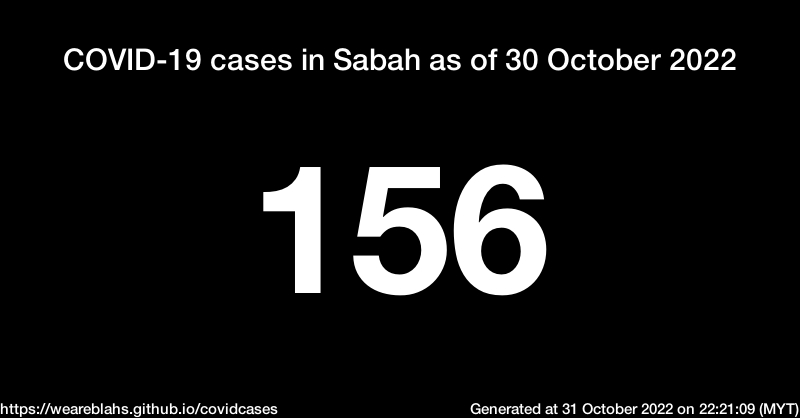 COVID-19 cases in Sabah as of 30 October 2022
156
https://weareblahs.github.io/covidcases
Generated at 31 October 2022 on 22:21:09 (MYT)